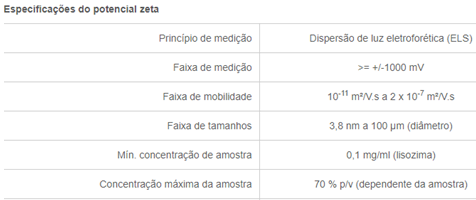 Especificações do potencial zeta
Princípio de medição Dispersão de luz eletroforética (ELS)
Faixa de medição >= +/-1000 mV
Faixa de mobilidade 10⁻¹¹ m²/V.s a 2 x 10⁻⁷ m²/V.s
Faixa de tamanhos 3,8 nm a 100 µm (diâmetro)
Mín. concentração de amostra 0,1 mg/ml (lisozima)
Concentração máxima da amostra 70 % p/v (dependente da amostra)